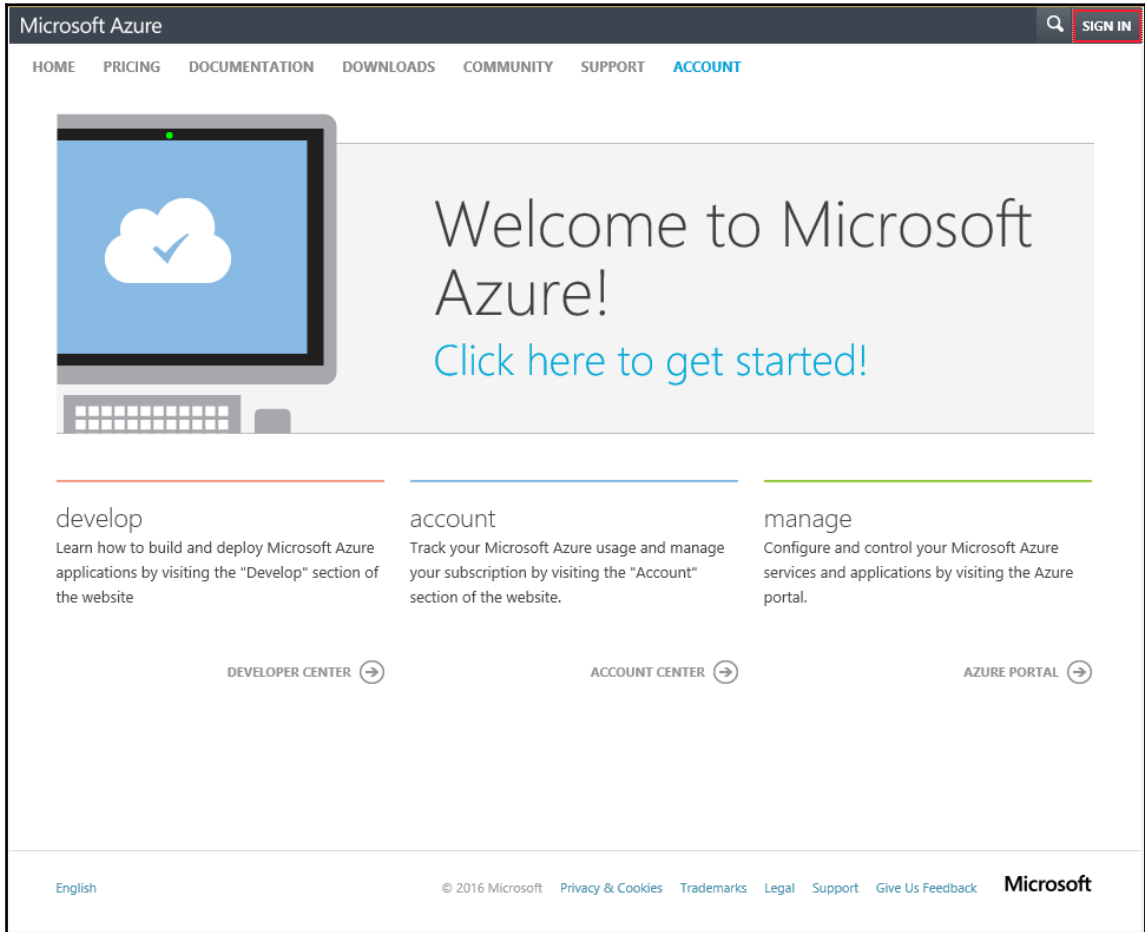 Microsoft Azure SIGN IN
HOME PRICING DOCUMENTATION DOWNLOADS COMMUNITY SUPPORT ACCOUNT
Welcome to Microsoft
Azure!
Click here to get started!
develop
Learn how to build and deploy Microsoft Azure
applications by visiting the "Develop" section of
the website
DEVELOPER CENTER
account
Track your Microsoft Azure usage and manage
your subscription by visiting the "Account"
section of the website.
ACCOUNT CENTER
manage
Configure and control your Microsoft Azure
services and applications by visiting the Azure
portal.
AZURE PORTAL
English © 2016 Microsoft Privacy & Cookies Trademarks Legal Support Give Us Feedback Microsoft